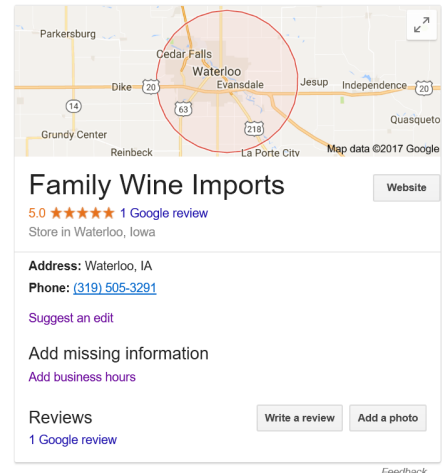 Parkersburg
Cedar Falls
Waterloo
Dike
20
Evansdale
Jesup
Independence
20
14
63
218
Quasqueto
Grundy Center
Reinbeck
La Porte City
Map data ©2017 Google
Family Wine Imports
Website
5.0 ★★★★★ 1 Google review
Store in Waterloo, Iowa
Address: Waterloo, IA
Phone: (319) 505-3291
Suggest an edit
Add missing information
Add business hours
Reviews
Write a review
Add a photo
1 Google review
Feedback